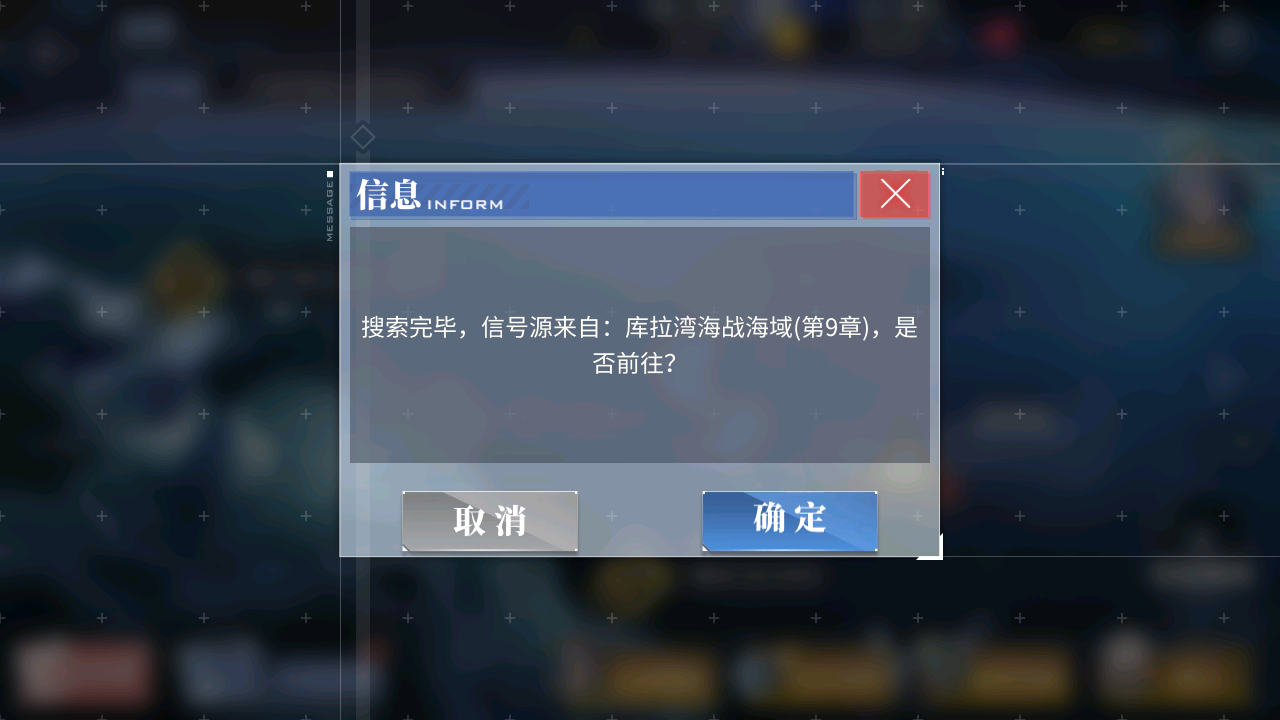 MESSAGE
信息 INFORM
搜索完毕，信号源来自：库拉湾海战海域(第9章)，是
否前往？
取消
确定